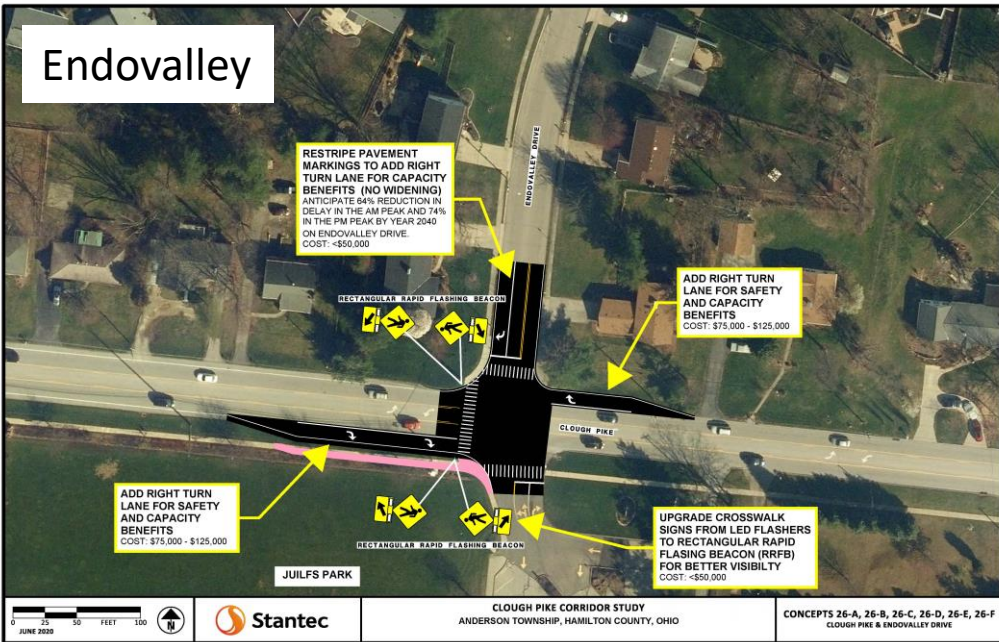 Endovalley
ENDOVALLEY DRIVE
RESTRIPE PAVEMENT
MARKINGS TO ADD RIGHT
TURN LANE FOR CAPACITY
BENEFITS (NO WIDENING)
ANTICIPATE 64% REDUCTION IN
DELAY IN THE AM PEAK AND 74%
IN THE PM PEAK BY YEAR 2040
ON ENDOVALLEY DRIVE.
COST: <$50,000
RECTANGULAR RAPID FLASHING BEACON
ADD RIGHT TURN
LANE FOR SAFETY
AND CAPACITY
BENEFITS
COST: $75,000 - $125,000
CLOUGH PIKE
ADD RIGHT TURN
LANE FOR SAFETY
AND CAPACITY
BENEFITS
COST: $75,000 - $125,000
RECTANGULAR RAPID FLASHING BEACON
UPGRADE CROSSWALK
SIGNS FROM LED FLASHERS
TO RECTANGULAR RAPID
FLASING BEACON (RRFB)
FOR BETTER VISIBILTY
COST: <$50,000
JUILFS PARK
0 25 50 FEET 100
JUNE 2020
Stantec
CLOUGH PIKE CORRIDOR STUDY
ANDERSON TOWNSHIP, HAMILTON COUNTY, OHIO
CONCEPTS 26-A, 26-B, 26-C, 26-D, 26-E, 26-F
CLOUGH PIKE & ENDOVALLEY DRIVE